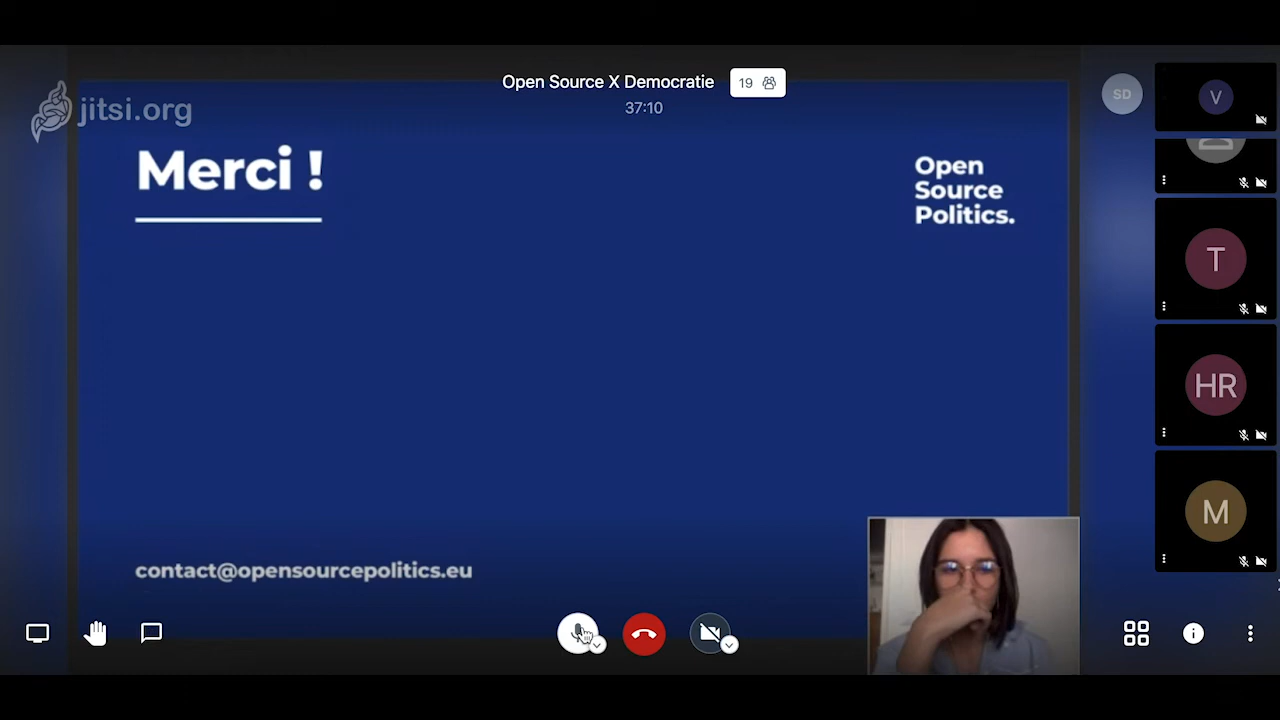 Open Source X Democratie
19
37:10
jitsi.org
SD
V
Merci !
Open
Source
Politics.
T
HR
M
contact@opensourcepolitics.eu